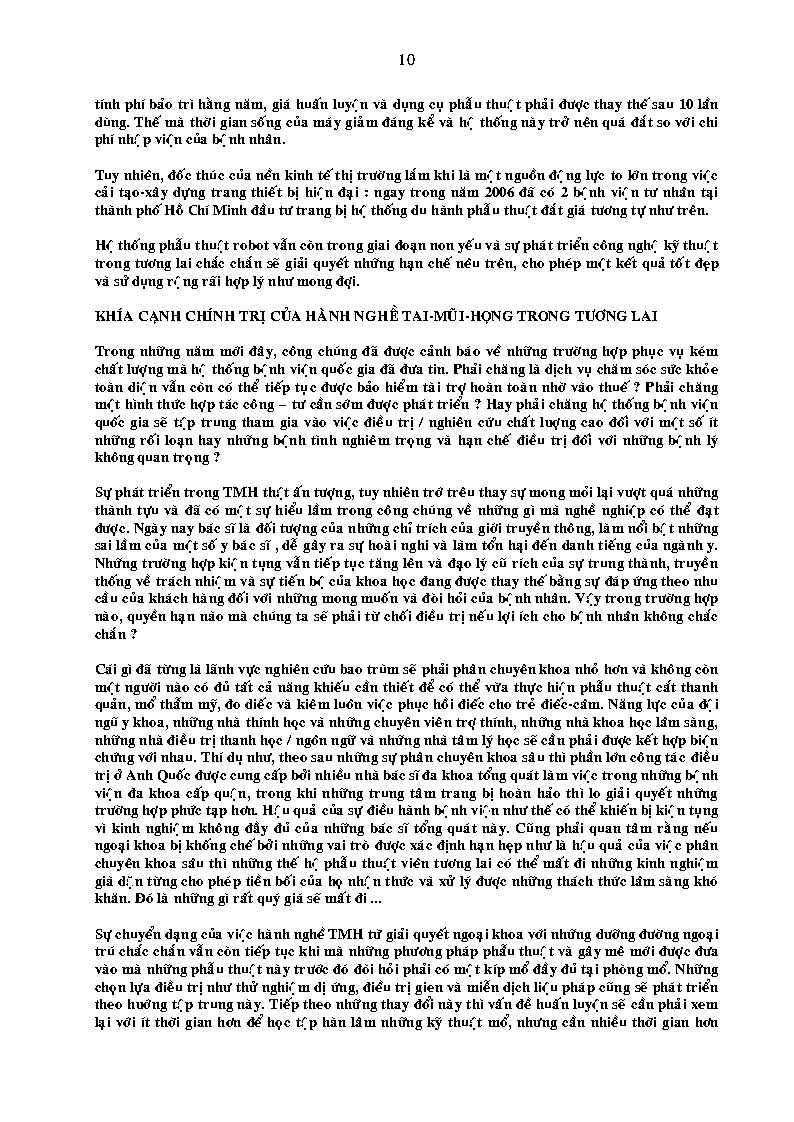 10
tính phí bảo trì hằng năm, giá huấn luyện và dụng cụ phẫu thuật phải được thay thế sau 10 lần
dùng. Thế mà thời gian sống của máy giảm đáng kể và hệ thống này trở nên quá đắt so với chi
phí nhập viện của bệnh nhân.
Tuy nhiên, đốc thúc của nền kinh tế thị trường lắm khi là một nguồn động lực to lớn trong việc
cải tạo-xây dựng trang thiết bị hiện đại : ngay trong năm 2006 đã có 2 bệnh viện tư nhân tại
thành phố Hồ Chí Minh đầu tư trang bị hệ thống du hành phẫu thuật đắt giá tương tự như trên.
Hệ thống phẫu thuật robot vẫn còn trong giai đoạn non yếu và sự phát triển công nghệ kỹ thuật
trong tương lai chắc chắn sẽ giải quyết những hạn chế nêu trên, cho phép một kết quả tốt đẹp
và sử dụng rộng rãi hợp lý như mong đợi.
KHÍA CẠNH CHÍNH TRỊ CỦA HÀNH NGHỀ TAI-MŨI-HỌNG TRONG TƯƠNG LAI
Trong những năm mới đây, công chúng đã được cảnh báo về những trường hợp phục vụ kém
chất lượng mà hệ thống bệnh viện quốc gia đã đưa tin. Phải chăng là dịch vụ chăm sóc sức khỏe
toàn diện vẫn còn có thể tiếp tục được bảo hiểm tài trợ hoàn toàn nhờ vào thuế ? Phải chăng
một hình thức hợp tác công – tư cần sớm được phát triển ? Hay phải chăng hệ thống bệnh viện
quốc gia sẽ tập trung tham gia vào việc điều trị / nghiên cứu chất lượng cao đối với một số ít
những rối loạn hay những bệnh tình nghiêm trọng và hạn chế điều trị đối với những bệnh lý
không quan trọng ?
Sự phát triển trong TMH thật ấn tượng, tuy nhiên trớ trêu thay sự mong mỏi lại vượt quá những
thành tựu và đã có một sự hiểu lầm trong công chúng về những gì mà nghề nghiệp có thể đạt
được. Ngày nay bác sĩ là đối tượng của những chỉ trích của giới truyền thông, làm nổi bật những
sai lầm của một số y bác sĩ , dễ gây ra sự hoài nghi và làm tổn hại đến danh tiếng của ngành y.
Những trường hợp kiện tụng vẫn tiếp tục tăng lên và đạo lý cũ rích của sự trung thành, truyền
thống về trách nhiệm và sự tiến bộ của khoa học đang được thay thế bằng sự đáp ứng theo nhu
cầu của khách hàng đối với những mong muốn và đòi hỏi của bệnh nhân. Vậy trong trường hợp
nào, quyền hạn nào mà chúng ta sẽ phải từ chối điều trị nếu lợi ích cho bệnh nhân không chắc
chắn ?
Cái gì đã từng là lãnh vực nghiên cứu bao trùm sẽ phải phân chuyên khoa nhỏ hơn và không còn
một người nào có đủ tất cả năng khiếu cần thiết để có thể vừa thực hiện phẫu thuật cắt thanh
quản, mổ thẩm mỹ, đo điếc và kiêm luôn việc phục hồi điếc cho trẻ điếc-câm. Năng lực của đội
ngũ y khoa, những nhà thính học và những chuyên viên trợ thính, những nhà khoa học lâm sàng,
những nhà điều trị thanh học / ngôn ngữ và những nhà tâm lý học sẽ cần phải được kết hợp biện
chứng với nhau. Thí dụ như, theo sau những sự phân chuyên khoa sâu thì phần lớn công tác điều
trị ở Anh Quốc được cung cấp bởi nhiều nhà bác sĩ đa khoa tổng quát làm việc trong những bệnh
viện đa khoa cấp quận, trong khi những trung tâm trang bị hoàn hảo thì lo giải quyết những
trường hợp phức tạp hơn. Hậu quả của sự điều hành bệnh viện như thế có thể khiến bị kiện tụng
vì kinh nghiệm không đầy đủ của những bác sĩ tổng quát này. Cũng phải quan tâm rằng nếu
ngoại khoa bị khống chế bởi những vai trò được xác định hạn hẹp như là hậu quả của việc phân
chuyên khoa sâu thì những thế hệ phẫu thuật viên tương lai có thể mất đi những kinh nghiệm
già dặn từng cho phép tiền bối của họ nhận thức và xử lý được những thách thức lâm sàng khó
khăn. Đó là những gì rất quý giá sẽ mất đi ...
Sự chuyển dạng của việc hành nghề TMH từ giải quyết ngoại khoa với những dưỡng đường ngoại
trú chắc chắn vẫn còn tiếp tục khi mà những phương pháp phẫu thuật và gây mê mới được đưa
vào mà những phẫu thuật này trước đó đòi hỏi phải có một kíp mổ đầy đủ tại phòng mổ. Những
chọn lựa điều trị như thử nghiệm dị ứng, điều trị gien và miễn dịch liệu pháp cũng sẽ phát triển
theo hướng tập trung này. Tiếp theo những thay đổi này thì vấn đề huấn luyện sẽ cần phải xem
lại với ít thời gian hơn để học tập hàn lâm những kỹ thuật mổ, nhưng cần nhiều thời gian hơn